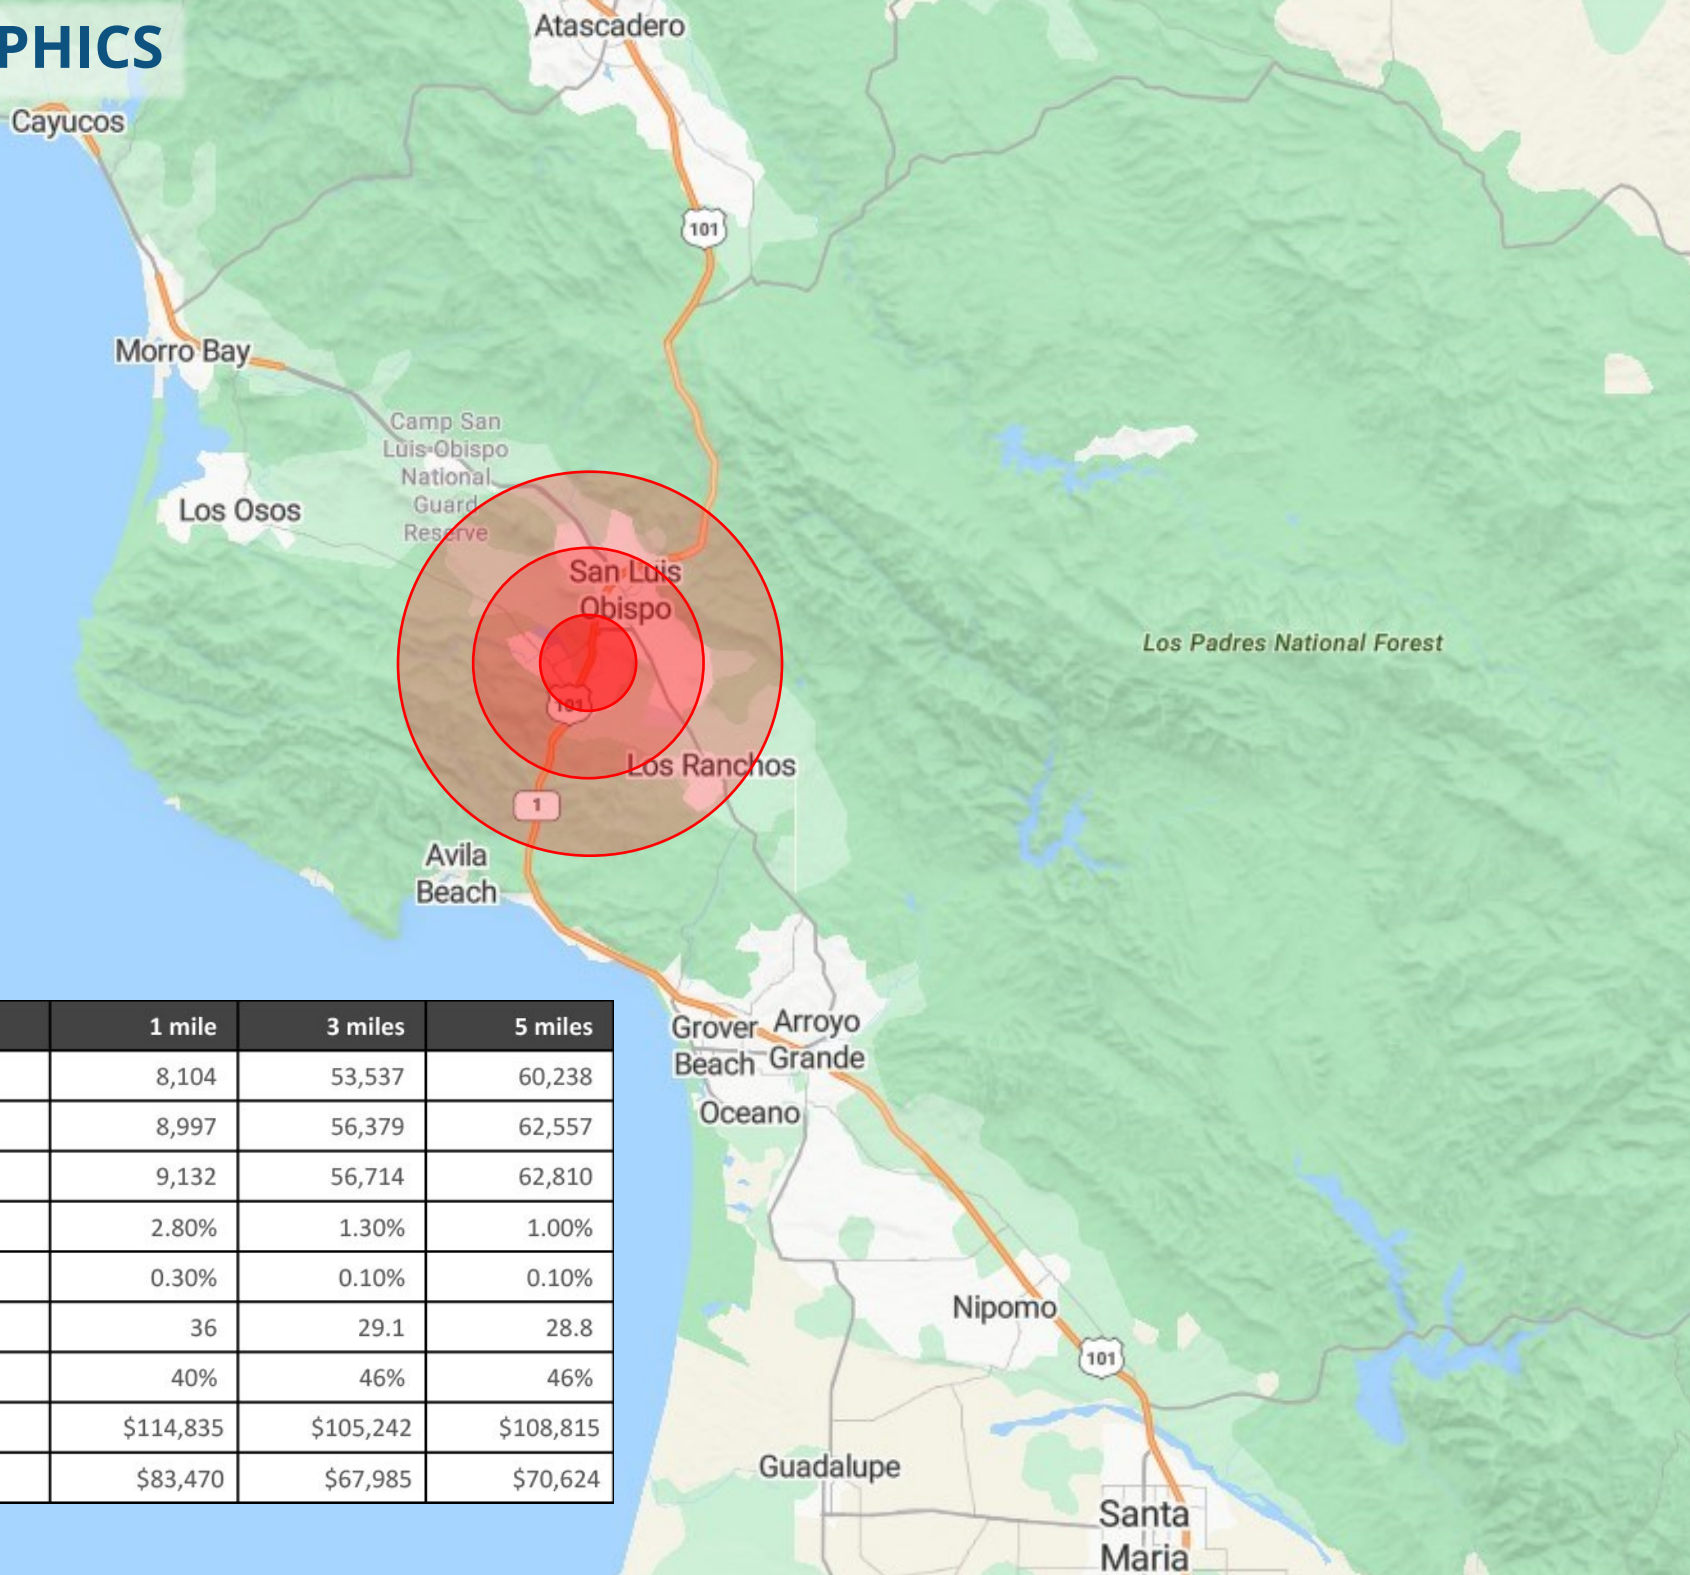 PHICS
Atascadero
Cayucos
101
Morro Bay
Camp San
Luis Obispo
National
Guard
Reserve
Los Osos
San Luis
Obispo
Los Padres National Forest
101
Los Ranchos
1
Avila
Beach
1 mile 3 miles 5 miles
8,104 53,537 60,238
8,997 56,379 62,557
9,132 56,714 62,810
2.80% 1.30% 1.00%
0.30% 0.10% 0.10%
36 29.1 28.8
40% 46% 46%
$114,835 $105,242 $108,815
$83,470 $67,985 $70,624
Grover
Beach
Arroyo
Grande
Oceano
Nipomo
101
Guadalupe
Santa
Maria